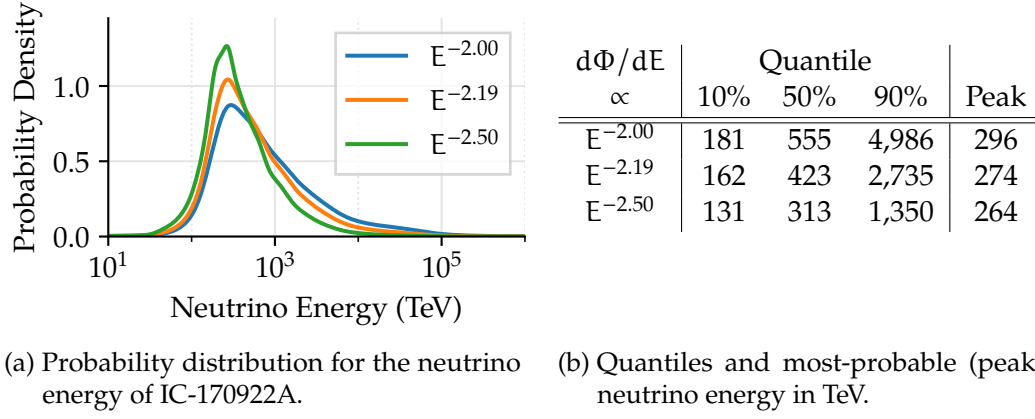 Probability Density
1.0
0.5
0.0
10^1
10^3
10^5
Neutrino Energy (TeV)
E^−2.00
E^−2.19
E^−2.50
(a) Probability distribution for the neutrino
energy of IC-170922A.
dΦ/dE Quantile
∝ 10% 50% 90% Peak
E^−2.00 181 555 4,986 296
E^−2.19 162 423 2,735 274
E^−2.50 131 313 1,350 264
(b) Quantiles and most-probable (peak
neutrino energy in TeV.